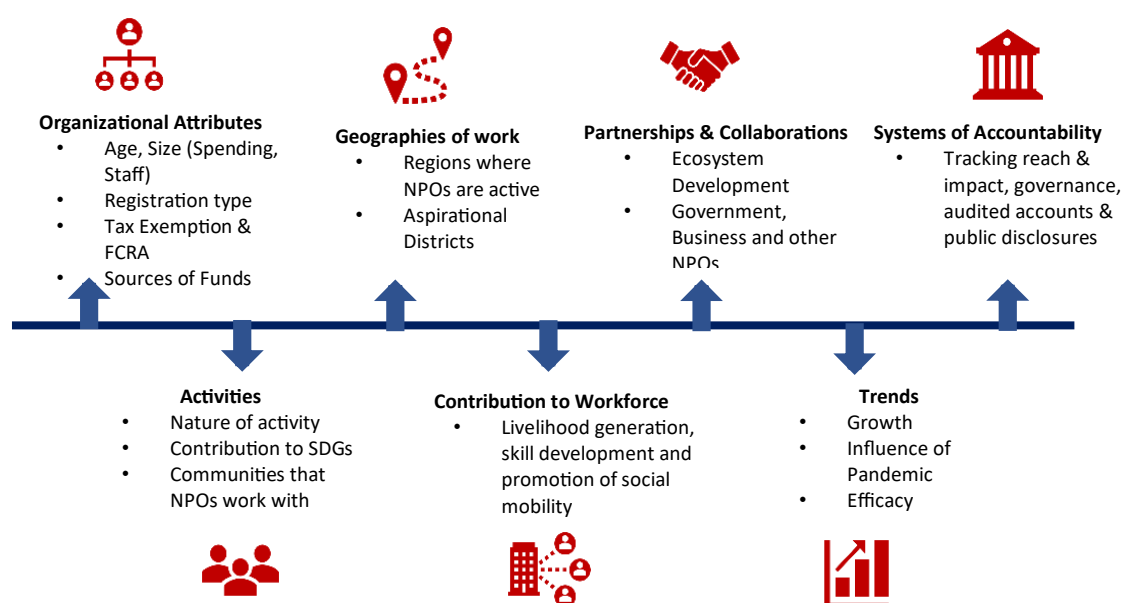 Organizational Attributes
• Age, Size (Spending,
Staff)
• Registration type
• Tax Exemption &
FCRA
• Sources of Funds
Geographies of work
• Regions where
NPOs are active
• Aspirational
Districts
Partnerships & Collaborations
• Ecosystem
Development
• Government,
Business and other
NPOs
Systems of Accountability
• Tracking reach &
impact, governance,
audited accounts &
public disclosures
Activities
• Nature of activity
• Contribution to SDGs
• Communities that
NPOs work with
Contribution to Workforce
• Livelihood generation,
skill development and
promotion of social
mobility
Trends
• Growth
• Influence of
Pandemic
• Efficacy